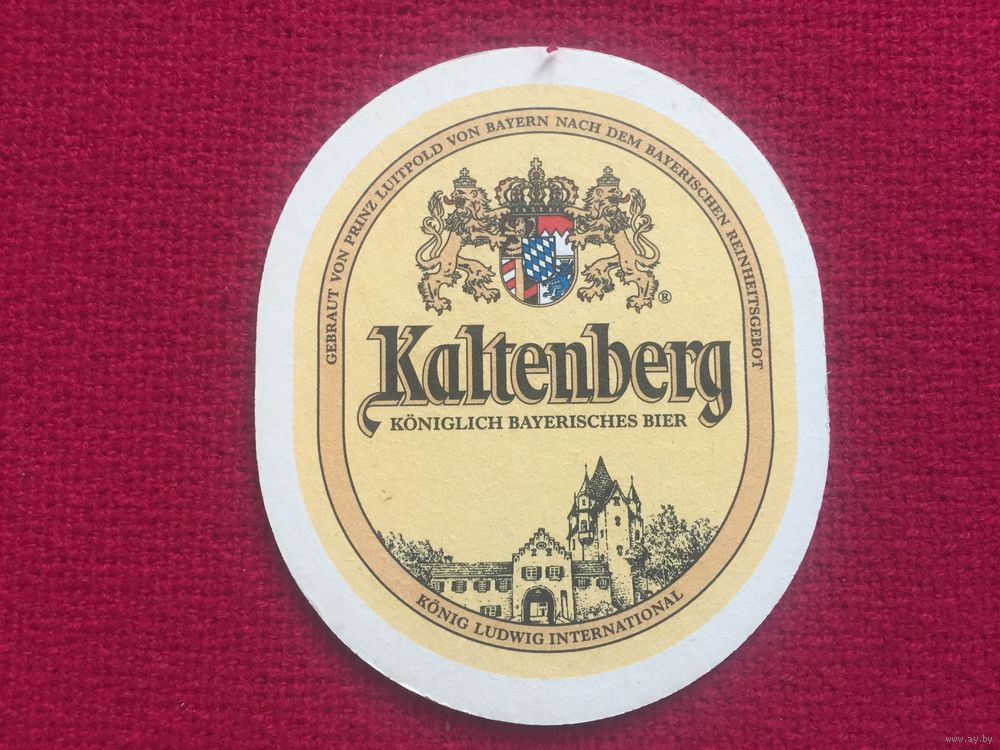 GEBRAUT VON PRINZ LUITPOLD VON BAYERN NACH DEM BAYERISCHEN REINHEITSGEBOT
®
Kaltenberg
KÖNIGLICH BAYERISCHES BIER
KÖNIG LUDWIG INTERNATIONAL
www.ay.by